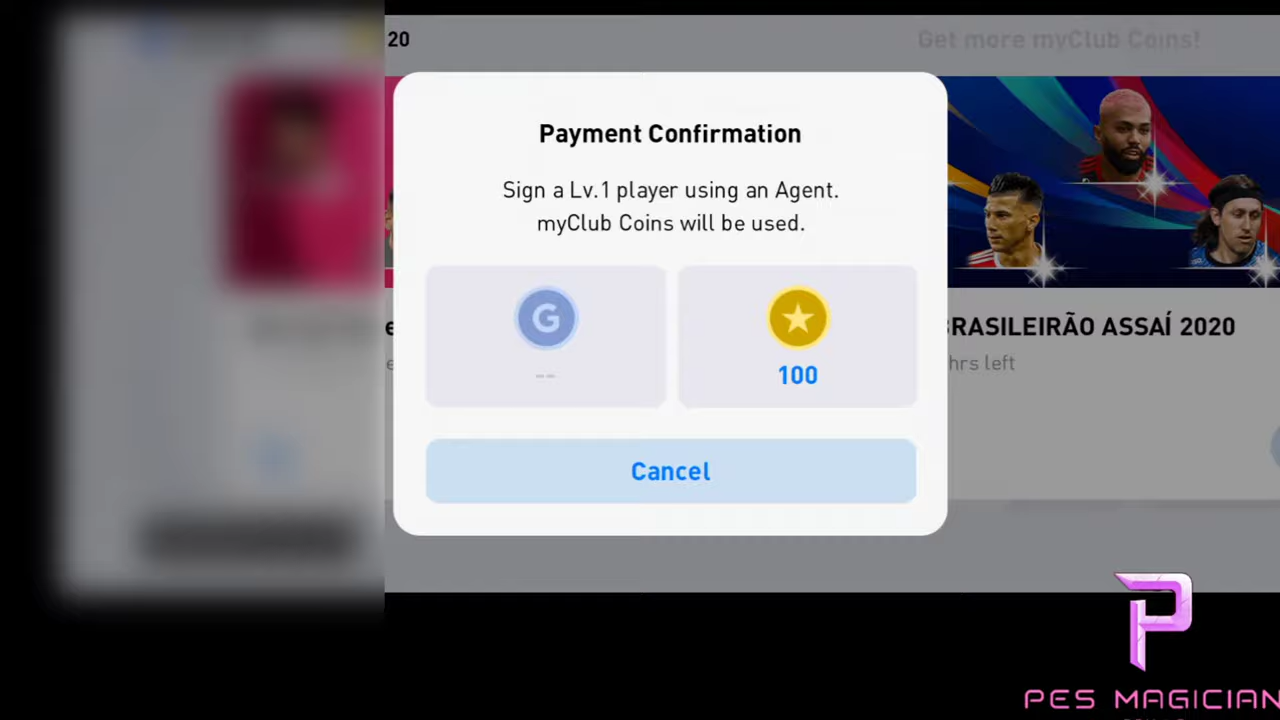 20
Get more myClub Coins!
Payment Confirmation
Sign a Lv.1 player using an Agent.
myClub Coins will be used.
G
--
100
RASILEIRÃO ASSAÍ 2020
hrs left
Cancel
P
PES MAGICIAN